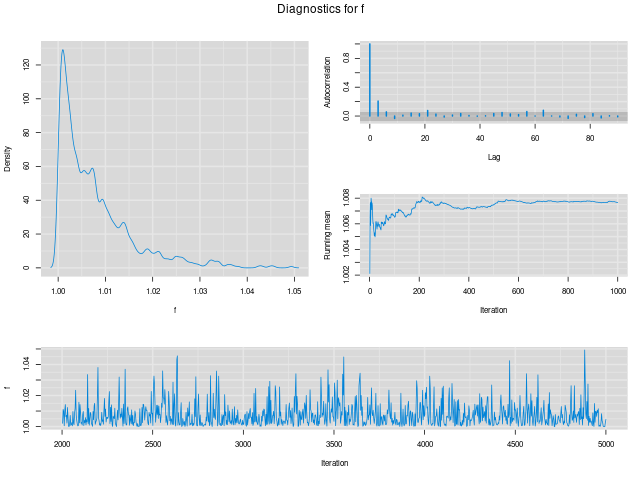 Diagnostics for f
Density
0 20 40 60 80 100 120
1.00 1.01 1.02 1.03 1.04 1.05
f
Autocorrelation
0.0 0.4 0.8
0 20 40 60 80
Lag
Running mean
1.002 1.004 1.006 1.008
0 200 400 600 800 1000
Iteration
f
1.00 1.02 1.04
2000 2500 3000 3500 4000 4500 5000
Iteration